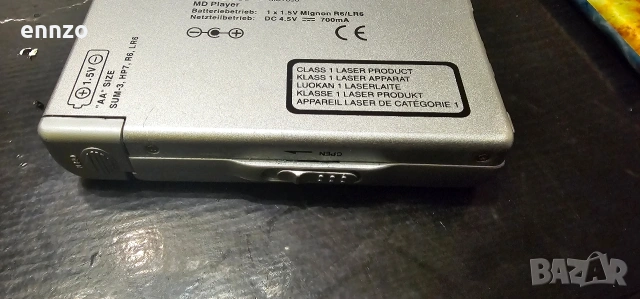 ennzo
MD Player
Batteriebetrieb: 1 x 1.5V Mignon R6/LR6
Netzteilbetrieb: DC 4.5V 700mA
1.5V
"AA" SIZE
SUM-3, HP7, R6, LR6
CLASS 1 LASER PRODUCT
KLASS 1 LASER APPARAT
LUOKAN 1 LASERLAITE
KLASSE 1 LASER PRODUKT
APPAREIL LASER DE CATÉGORIE 1
OPEN
BAZAR
.bg